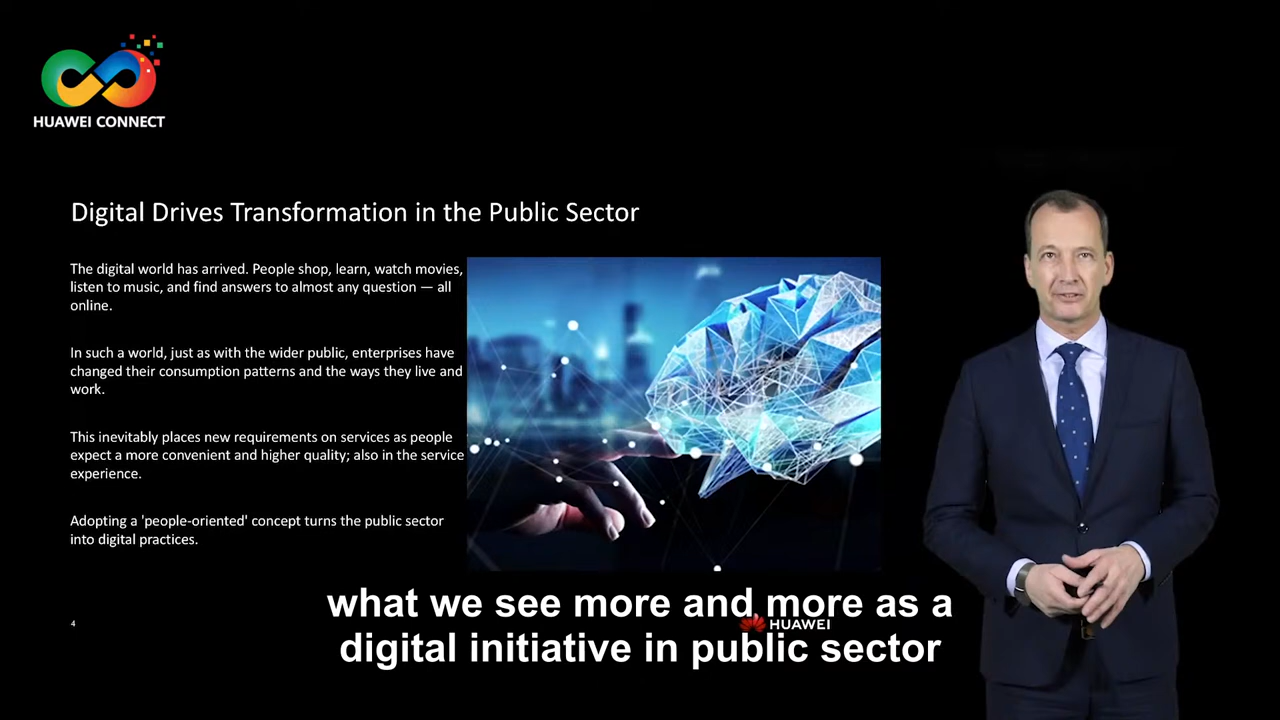 HUAWEI CONNECT
Digital Drives Transformation in the Public Sector
The digital world has arrived. People shop, learn, watch movies,
listen to music, and find answers to almost any question — all
online.
In such a world, just as with the wider public, enterprises have
changed their consumption patterns and the ways they live and
work.
This inevitably places new requirements on services as people
expect a more convenient and higher quality; also in the service
experience.
Adopting a 'people-oriented' concept turns the public sector
into digital practices.
what we see more and more as a
4
HUAWEI
digital initiative in public sector